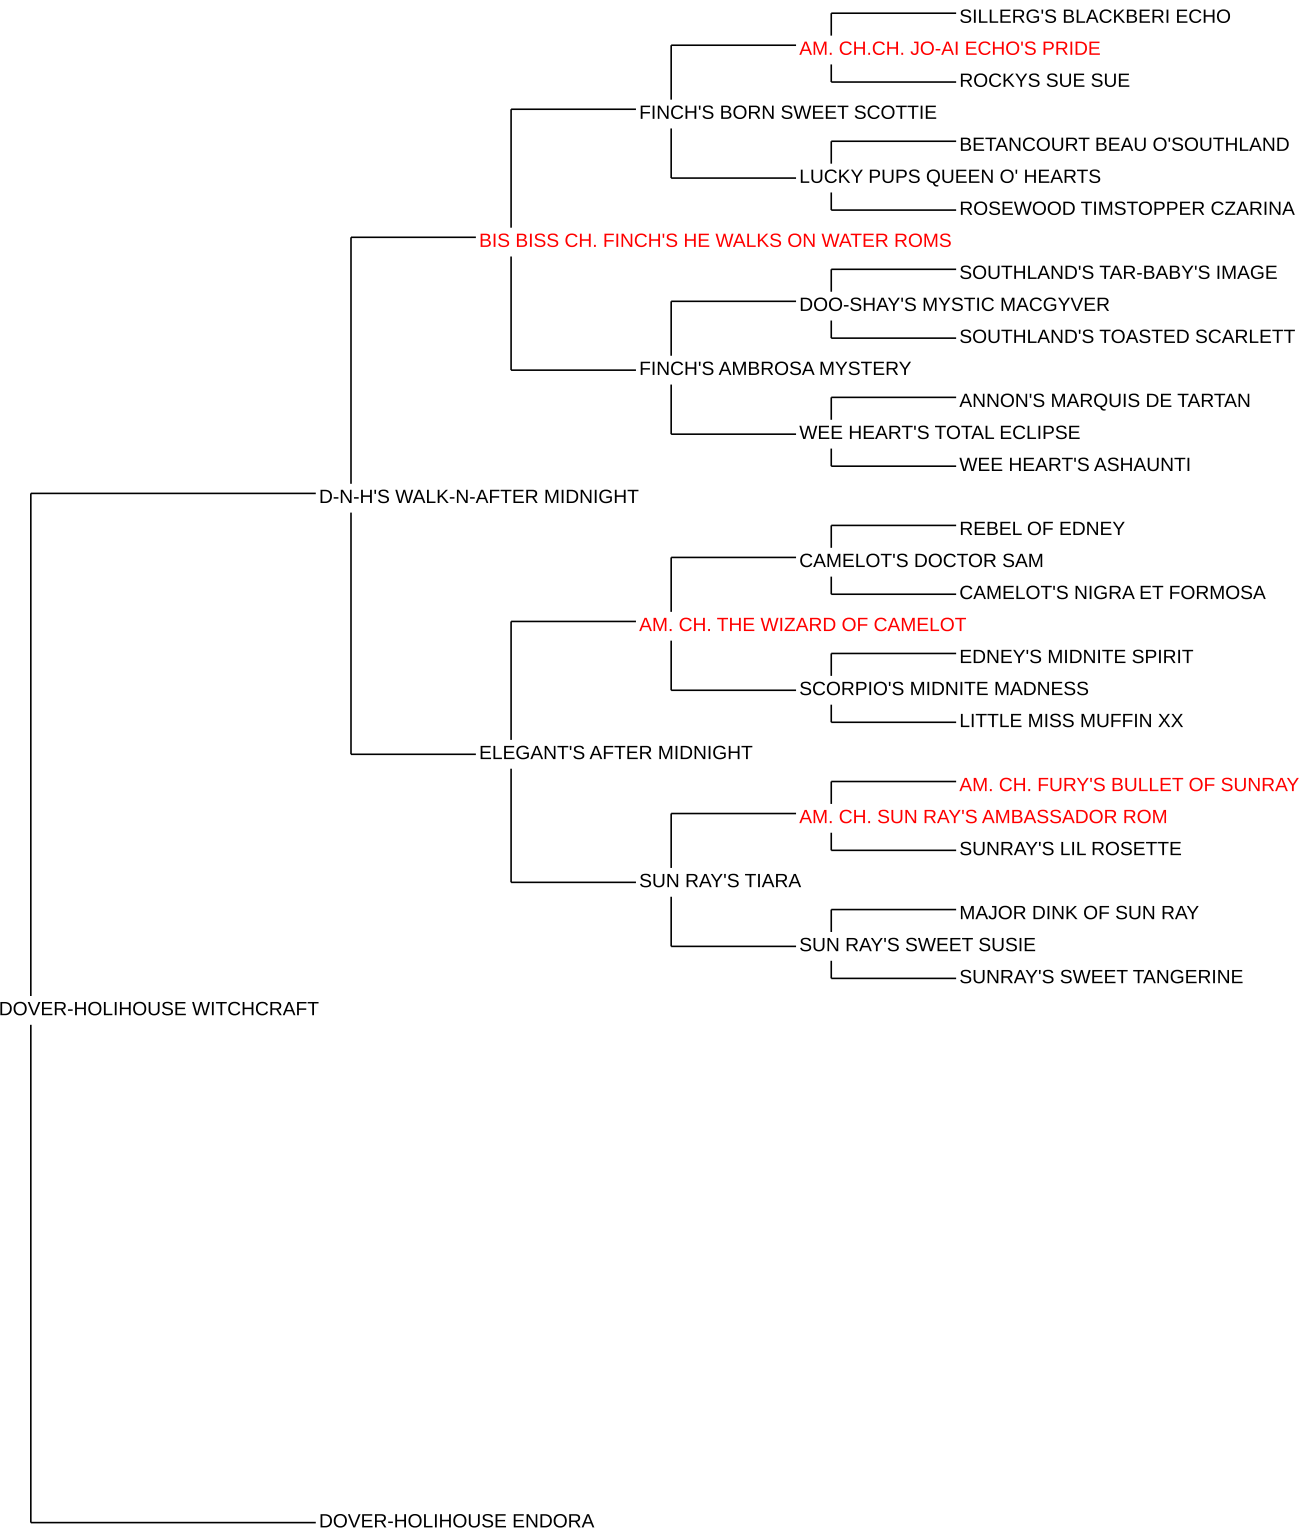 SILLERG'S BLACKBERI ECHO
AM. CH.CH. JO-AI ECHO'S PRIDE
ROCKYS SUE SUE
FINCH'S BORN SWEET SCOTTIE
BETANCOURT BEAU O'SOUTHLAND
LUCKY PUPS QUEEN O' HEARTS
ROSEWOOD TIMSTOPPER CZARINA
BIS BISS CH. FINCH'S HE WALKS ON WATER ROMS
SOUTHLAND'S TAR-BABY'S IMAGE
DOO-SHAY'S MYSTIC MACGYVER
SOUTHLAND'S TOASTED SCARLETT
FINCH'S AMBROSA MYSTERY
ANNON'S MARQUIS DE TARTAN
WEE HEART'S TOTAL ECLIPSE
WEE HEART'S ASHAUNTI
D-N-H'S WALK-N-AFTER MIDNIGHT
REBEL OF EDNEY
CAMELOT'S DOCTOR SAM
CAMELOT'S NIGRA ET FORMOSA
AM. CH. THE WIZARD OF CAMELOT
EDNEY'S MIDNITE SPIRIT
SCORPIO'S MIDNITE MADNESS
LITTLE MISS MUFFIN XX
ELEGANT'S AFTER MIDNIGHT
AM. CH. FURY'S BULLET OF SUNRAY
AM. CH. SUN RAY'S AMBASSADOR ROM
SUNRAY'S LIL ROSETTE
SUN RAY'S TIARA
MAJOR DINK OF SUN RAY
SUN RAY'S SWEET SUSIE
SUNRAY'S SWEET TANGERINE
DOVER-HOLIHOUSE WITCHCRAFT
DOVER-HOLIHOUSE ENDORA